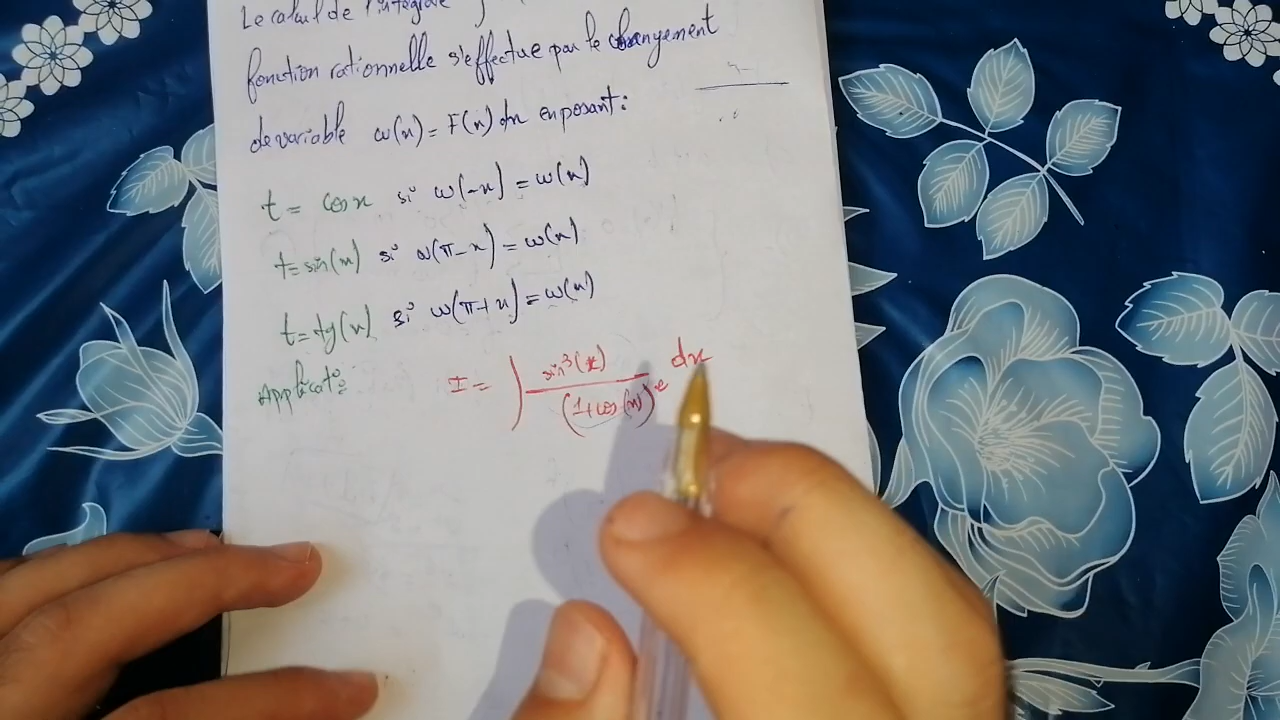 Le calcul de l'intégrale
fonction rationnelle s'effectue par le changement
de variable ω(x) = F(x) dx en posant:
t = cos x si ω(-x) = ω(x)
t = sin(x) si ω(π-x) = ω(x)
t = tg(x) si ω(π+x) = ω(x)
Applicat°: I = ∫ sin³(x) / (1+cos(x))² dx